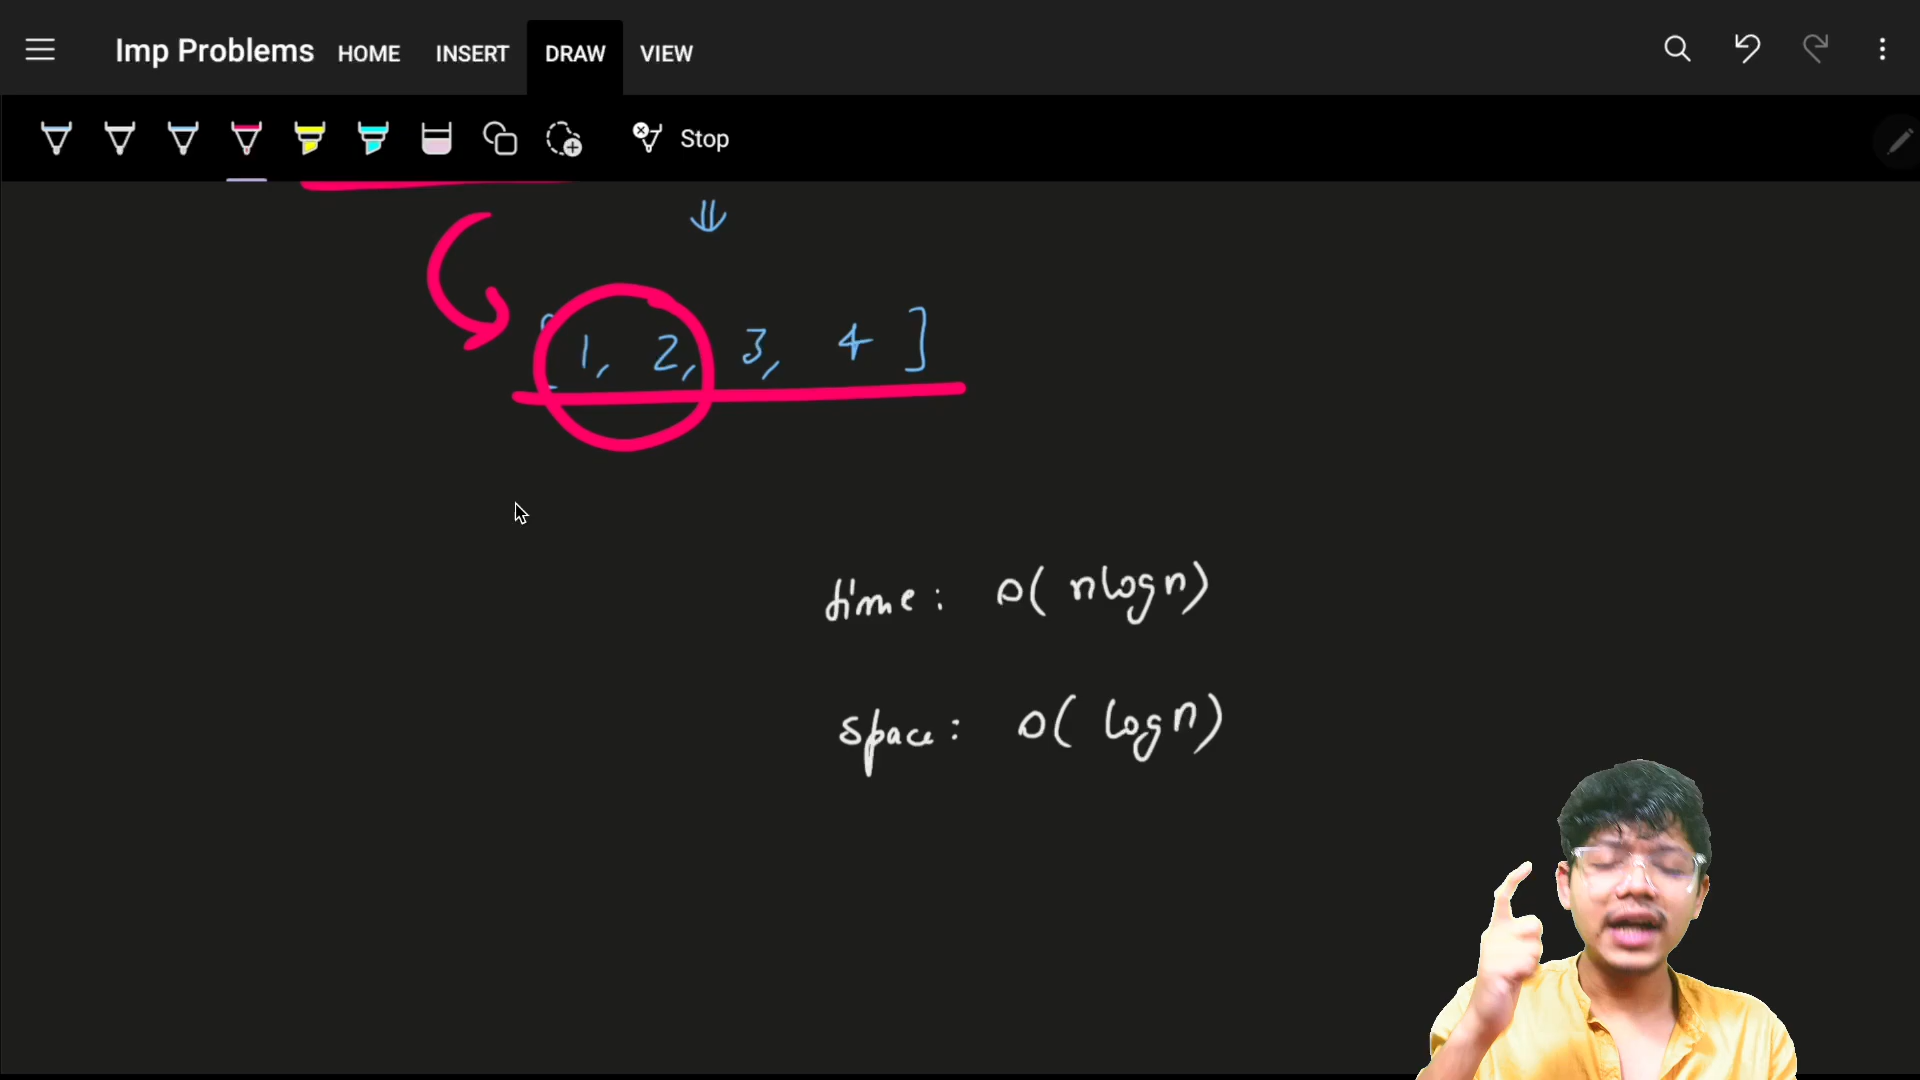 Imp Problems HOME INSERT DRAW VIEW
Stop
[ 1, 2, 3, 4 ]
time: O( nlogn)
space: O( logn)